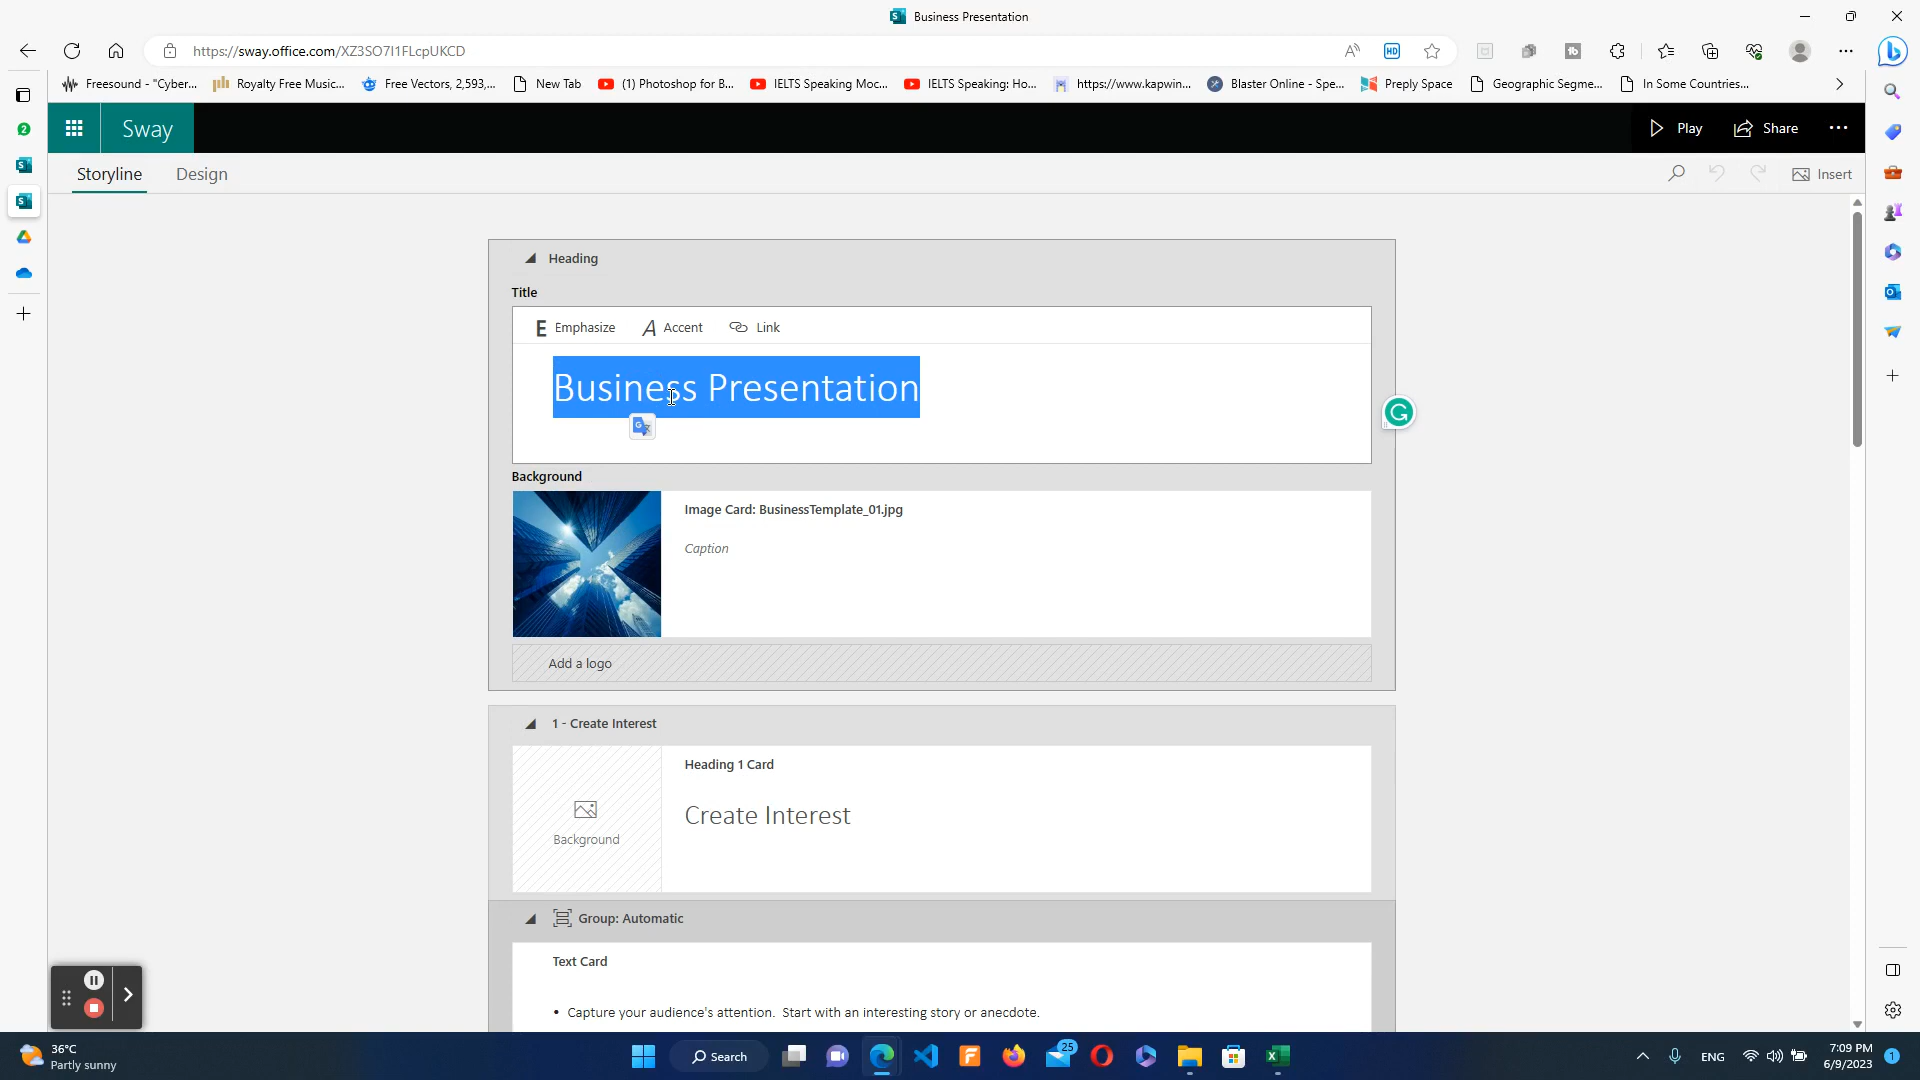 Business Presentation
https://sway.office.com/XZ3SO7I1FLcpUKCD
HD
Freesound - "Cyber...
Royalty Free Music...
Free Vectors, 2,593,...
New Tab
(1) Photoshop for B...
IELTS Speaking Moc...
IELTS Speaking: Ho...
https://www.kapwin...
Blaster Online - Spe...
Preply Space
Geographic Segme...
In Some Countries...
Sway
Play
Share
Storyline
Design
Insert
Heading
Title
E Emphasize
A Accent
Link
Business Presentation
Background
Image Card: BusinessTemplate_01.jpg
Caption
Add a logo
1 - Create Interest
Heading 1 Card
Create Interest
Background
Group: Automatic
Text Card
• Capture your audience's attention.  Start with an interesting story or anecdote.
36°C
Partly sunny
Search
25
ENG
7:09 PM
6/9/2023
1